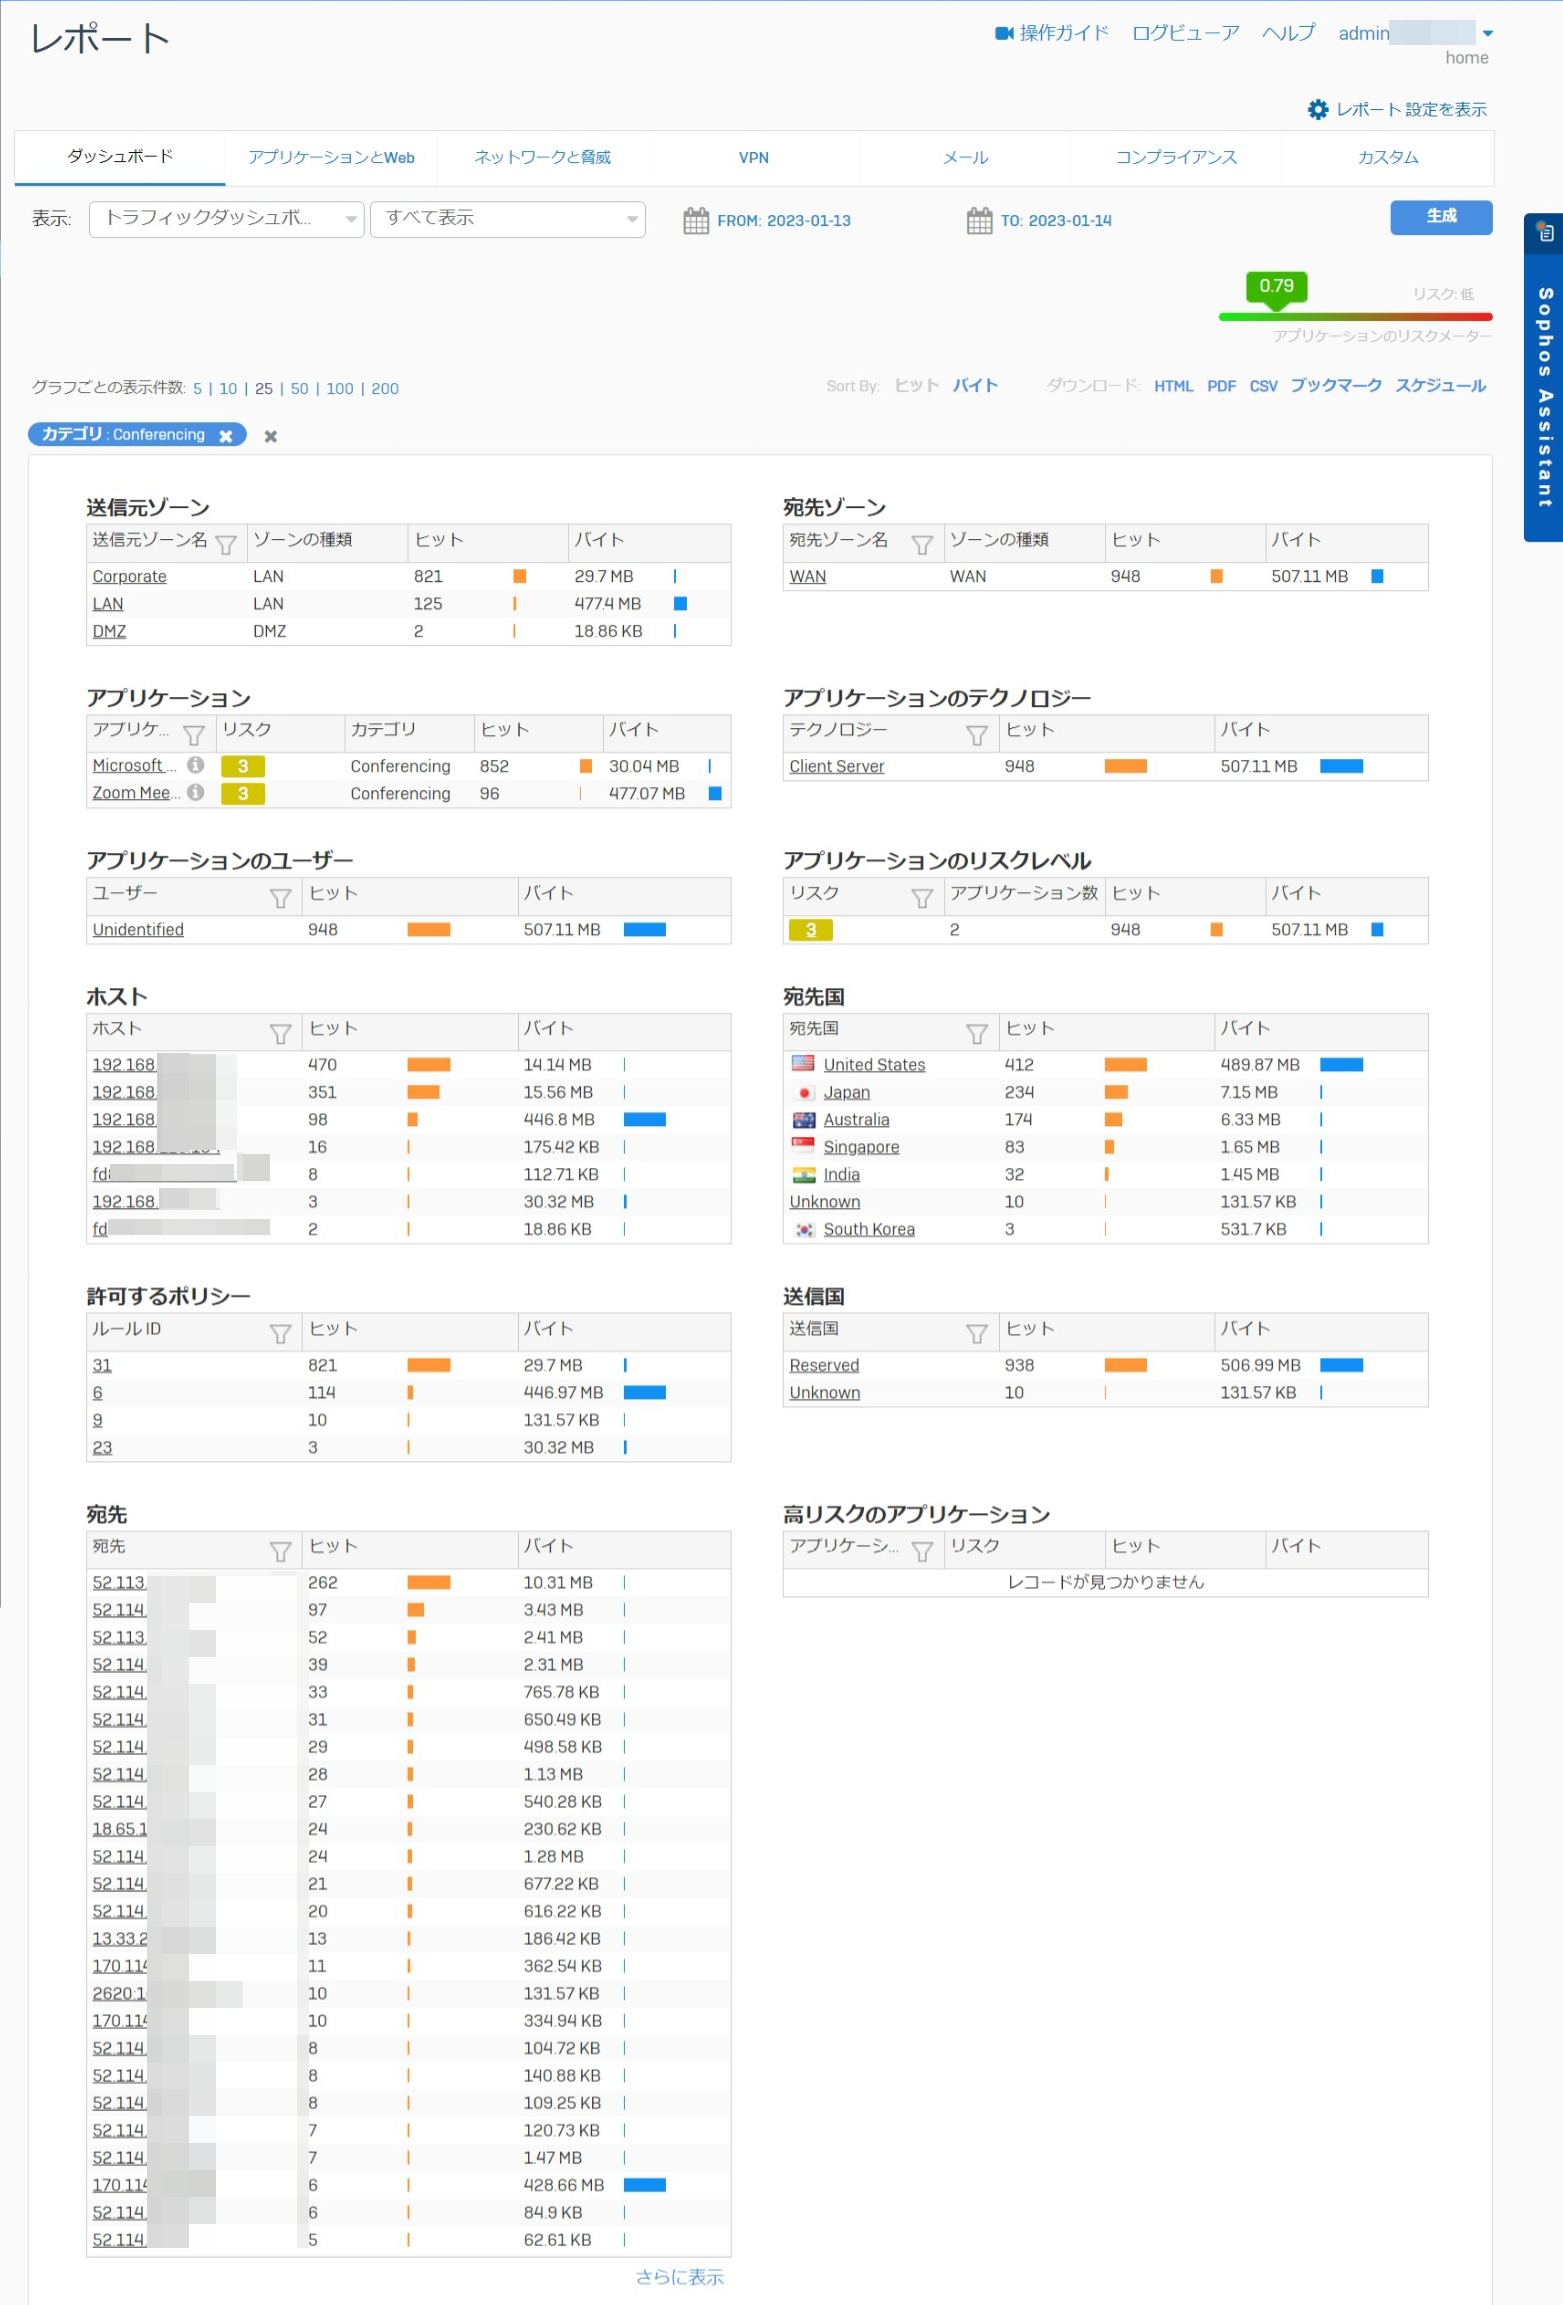 レポート
操作ガイド ログビューア ヘルプ admin
home
レポート 設定を表示
ダッシュボード アプリケーションとWeb ネットワークと脅威 VPN メール コンプライアンス カスタム
表示: トラフィックダッシュボ... すべて表示 FROM: 2023-01-13 TO: 2023-01-14 生成
Sophos Assistant
0.79 リスク: 低
アプリケーションのリスクメーター
グラフごとの表示件数: 5 | 10 | 25 | 50 | 100 | 200 Sort By: ヒット バイト ダウンロード: HTML PDF CSV ブックマーク スケジュール
カテゴリ : Conferencing
送信元ゾーン
送信元ゾーン名 ゾーンの種類 ヒット バイト
Corporate LAN 821 29.7 MB
LAN LAN 125 477.4 MB
DMZ DMZ 2 18.86 KB
宛先ゾーン
宛先ゾーン名 ゾーンの種類 ヒット バイト
WAN WAN 948 507.11 MB
アプリケーション
アプリケ... リスク カテゴリ ヒット バイト
Microsoft ... 3 Conferencing 852 30.04 MB
Zoom Mee... 3 Conferencing 96 477.07 MB
アプリケーションのテクノロジー
テクノロジー ヒット バイト
Client Server 948 507.11 MB
アプリケーションのユーザー
ユーザー ヒット バイト
Unidentified 948 507.11 MB
アプリケーションのリスクレベル
リスク アプリケーション数 ヒット バイト
3 2 948 507.11 MB
ホスト
ホスト ヒット バイト
192.168. 470 14.14 MB
192.168. 351 15.56 MB
192.168. 98 446.8 MB
192.168. 16 175.42 KB
fd 8 112.71 KB
192.168. 3 30.32 MB
fd 2 18.86 KB
宛先国
宛先国 ヒット バイト
United States 412 489.87 MB
Japan 234 7.15 MB
Australia 174 6.33 MB
Singapore 83 1.65 MB
India 32 1.45 MB
Unknown 10 131.57 KB
South Korea 3 531.7 KB
許可するポリシー
ルール ID ヒット バイト
31 821 29.7 MB
6 114 446.97 MB
9 10 131.57 KB
23 3 30.32 MB
送信国
送信国 ヒット バイト
Reserved 938 506.99 MB
Unknown 10 131.57 KB
宛先
宛先 ヒット バイト
52.113. 262 10.31 MB
52.114. 97 3.43 MB
52.113. 52 2.41 MB
52.114. 39 2.31 MB
52.114. 33 765.78 KB
52.114. 31 650.49 KB
52.114. 29 498.58 KB
52.114. 28 1.13 MB
52.114. 27 540.28 KB
18.65.1 24 230.62 KB
52.114. 24 1.28 MB
52.114. 21 677.22 KB
52.114. 20 616.22 KB
13.33.2 13 186.42 KB
170.114 11 362.54 KB
2620:1 10 131.57 KB
170.114 10 334.94 KB
52.114. 8 104.72 KB
52.114. 8 140.88 KB
52.114. 8 109.25 KB
52.114. 7 120.73 KB
52.114. 7 1.47 MB
170.114 6 428.66 MB
52.114. 6 84.9 KB
52.114. 5 62.61 KB
さらに表示
高リスクのアプリケーション
アプリケーシ... リスク ヒット バイト
レコードが見つかりません